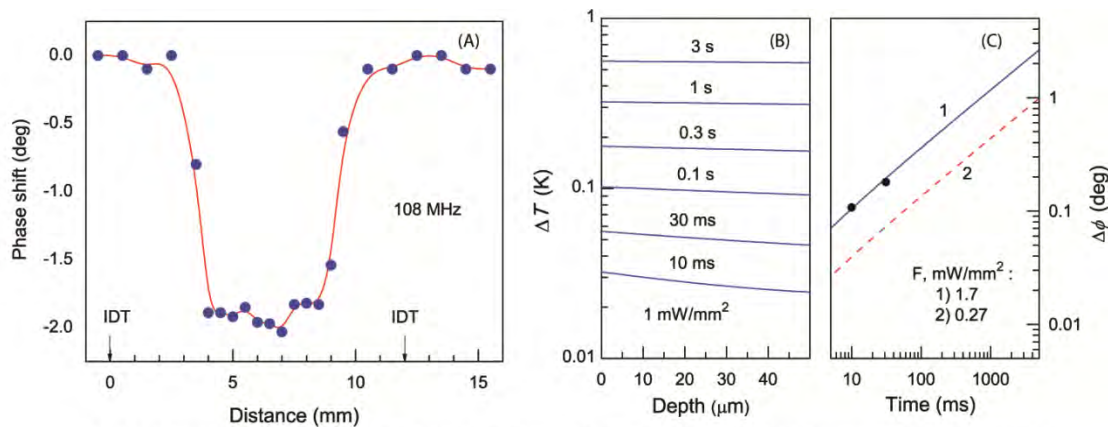 (A)
0.0
-0.5
-1.0
-1.5
-2.0
Phase shift (deg)
108 MHz
IDT
IDT
0
5
10
15
Distance (mm)
(B)
1
0.1
0.01
ΔT (K)
3 s
1 s
0.3 s
0.1 s
30 ms
10 ms
1 mW/mm²
0
20
40
Depth (μm)
(C)
1
2
F, mW/mm² :
1) 1.7
2) 0.27
10
100
1000
Time (ms)
1
0.1
0.01
Δϕ (deg)